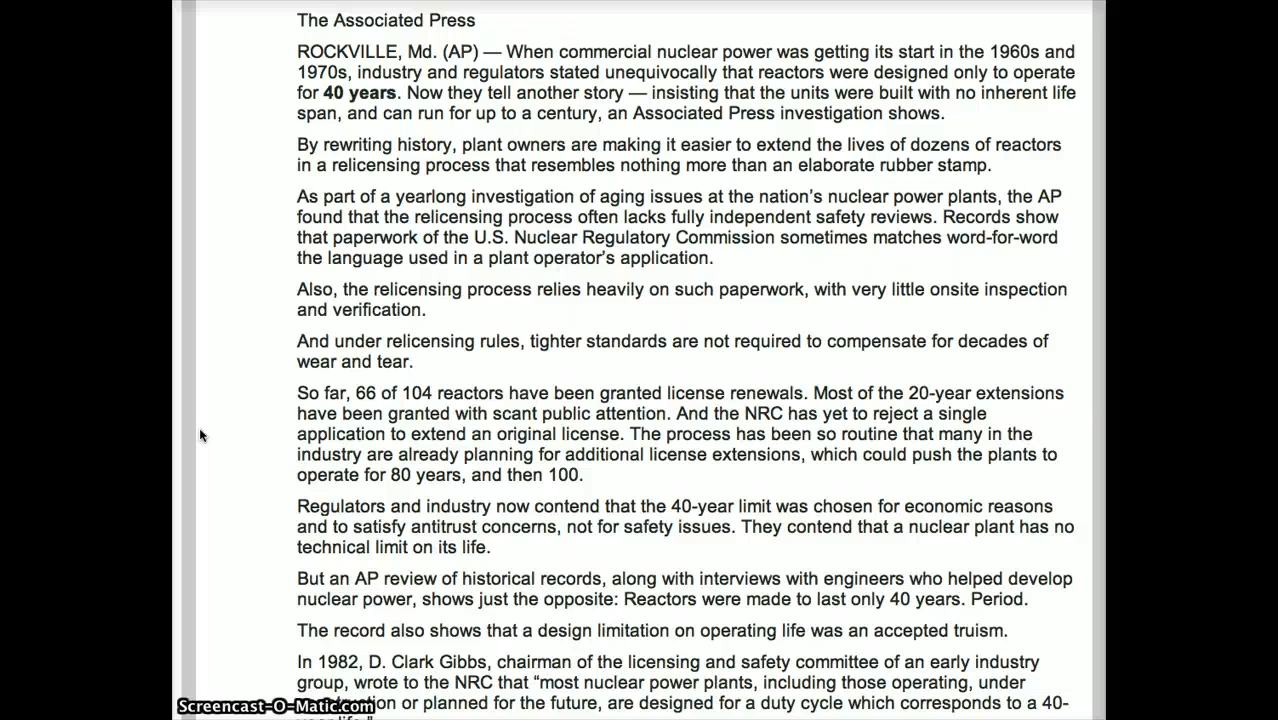 The Associated Press
ROCKVILLE, Md. (AP) — When commercial nuclear power was getting its start in the 1960s and
1970s, industry and regulators stated unequivocally that reactors were designed only to operate
for 40 years. Now they tell another story — insisting that the units were built with no inherent life
span, and can run for up to a century, an Associated Press investigation shows.
By rewriting history, plant owners are making it easier to extend the lives of dozens of reactors
in a relicensing process that resembles nothing more than an elaborate rubber stamp.
As part of a yearlong investigation of aging issues at the nation's nuclear power plants, the AP
found that the relicensing process often lacks fully independent safety reviews. Records show
that paperwork of the U.S. Nuclear Regulatory Commission sometimes matches word-for-word
the language used in a plant operator's application.
Also, the relicensing process relies heavily on such paperwork, with very little onsite inspection
and verification.
And under relicensing rules, tighter standards are not required to compensate for decades of
wear and tear.
So far, 66 of 104 reactors have been granted license renewals. Most of the 20-year extensions
have been granted with scant public attention. And the NRC has yet to reject a single
application to extend an original license. The process has been so routine that many in the
industry are already planning for additional license extensions, which could push the plants to
operate for 80 years, and then 100.
Regulators and industry now contend that the 40-year limit was chosen for economic reasons
and to satisfy antitrust concerns, not for safety issues. They contend that a nuclear plant has no
technical limit on its life.
But an AP review of historical records, along with interviews with engineers who helped develop
nuclear power, shows just the opposite: Reactors were made to last only 40 years. Period.
The record also shows that a design limitation on operating life was an accepted truism.
In 1982, D. Clark Gibbs, chairman of the licensing and safety committee of an early industry
group, wrote to the NRC that “most nuclear power plants, including those operating, under
or planned for the future, are designed for a duty cycle which corresponds to a 40-
Screencast-O-Matic.com